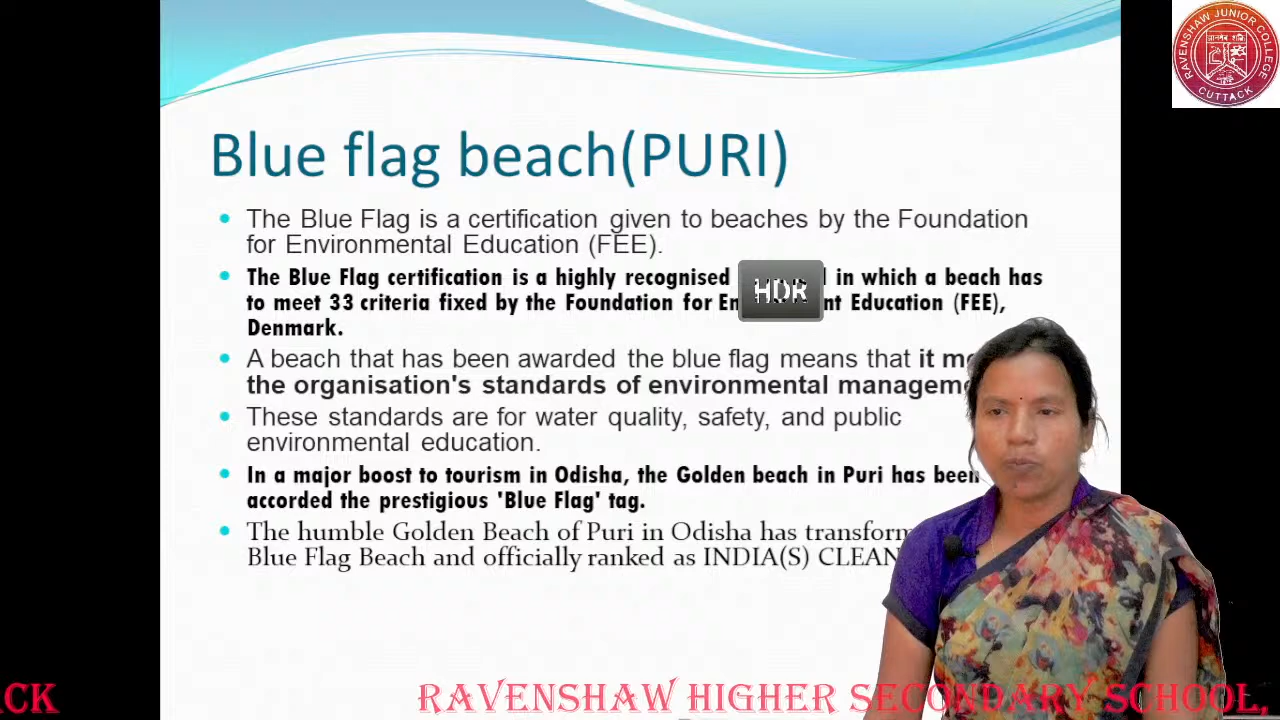 Blue flag beach(PURI)
The Blue Flag is a certification given to beaches by the Foundation
for Environmental Education (FEE).
The Blue Flag certification is a highly recognised in which a beach has
to meet 33 criteria fixed by the Foundation for Education (FEE),
Denmark.
A beach that has been awarded the blue flag means that it
the organisation's standards of environmental
These standards are for water quality, safety, and public
environmental education.
In a major boost to tourism in Odisha, the Golden beach in Puri has been
accorded the prestigious 'Blue Flag' tag.
The humble Golden Beach of Puri in Odisha has
Blue Flag Beach and officially ranked as INDIA(S)
HDR
RAVENSHAW JUNIOR COLLEGE
CUTTACK
CK RAVENSHAW HIGHER SECONDARY SCHOOL,